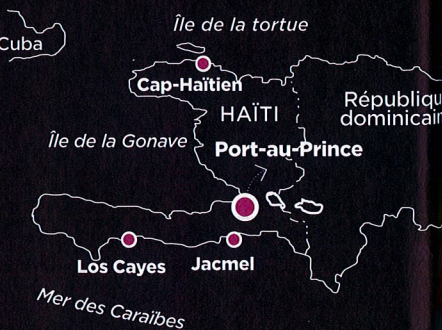 Île de la tortue
Cuba
Cap-Haïtien
HAÏTI
Républiqu
dominicair
Île de la Gonave
Port-au-Prince
Los Cayes
Jacmel
Mer des Caraïbes